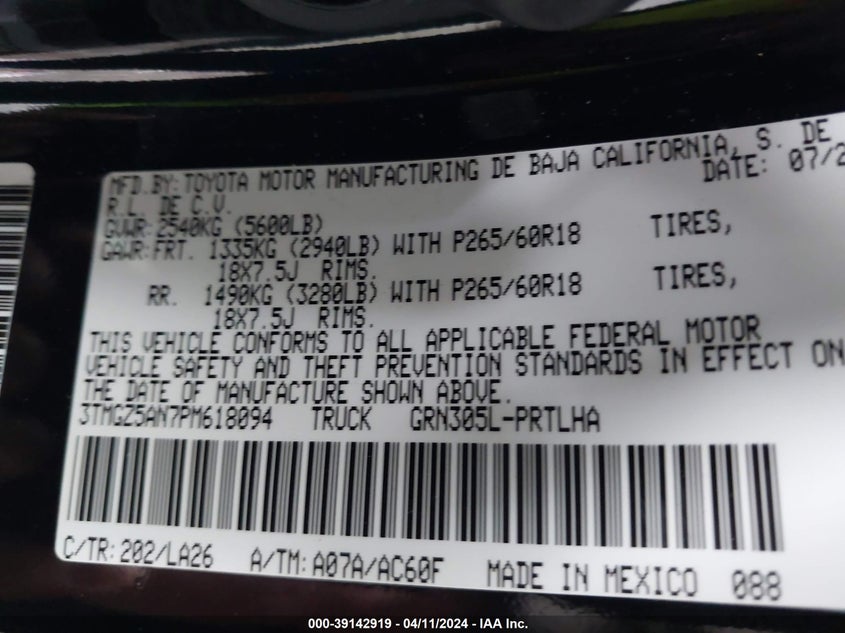 MFD.BY:TOYOTA MOTOR MANUFACTURING DE BAJA CALIFORNIA, S. DE
R.L. DE C.V. DATE: 07/2
GVWR:2540KG (5600LB)
GAWR:FRT. 1335KG (2940LB) WITH P265/60R18 TIRES,
18X7.5J RIMS.
RR. 1490KG (3280LB) WITH P265/60R18 TIRES,
18X7.5J RIMS.
THIS VEHICLE CONFORMS TO ALL APPLICABLE FEDERAL MOTOR
VEHICLE SAFETY AND THEFT PREVENTION STANDARDS IN EFFECT ON
THE DATE OF MANUFACTURE SHOWN ABOVE.
3TMGZ5AN7PM618094 TRUCK GRN305L-PRTLHA
C/TR:202/LA26 A/TM:A07A/AC60F MADE IN MEXICO 088
000-39142919 - 04/11/2024 - IAA Inc.